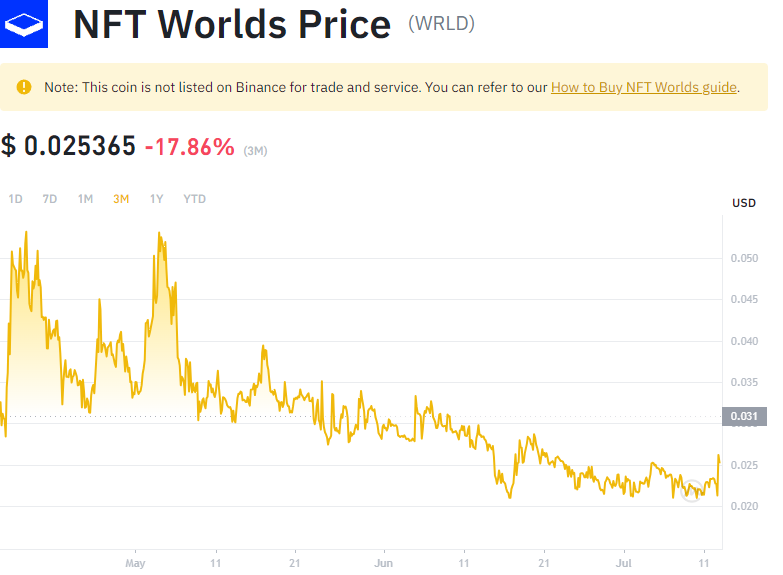 NFT Worlds Price (WRLD)
Note: This coin is not listed on Binance for trade and service. You can refer to our How to Buy NFT Worlds guide.
$ 0.025365 -17.86% (3M)
1D 7D 1M 3M 1Y YTD
USD
0.050
0.045
0.040
0.035
0.031
0.025
0.020
May 11 21 Jun 11 21 Jul 11